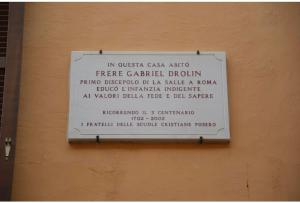 IN QUESTA CASA ABITÒ
FRERE GABRIEL DROLIN
PRIMO DISCEPOLO DI LA SALLE A ROMA
EDUCÒ L'INFANZIA INDIGENTE
AI VALORI DELLA FEDE E DEL SAPERE
RICORRENDO IL 3 CENTENARIO
1702 - 2002
I FRATELLI DELLE SCUOLE CRISTIANE POSERO